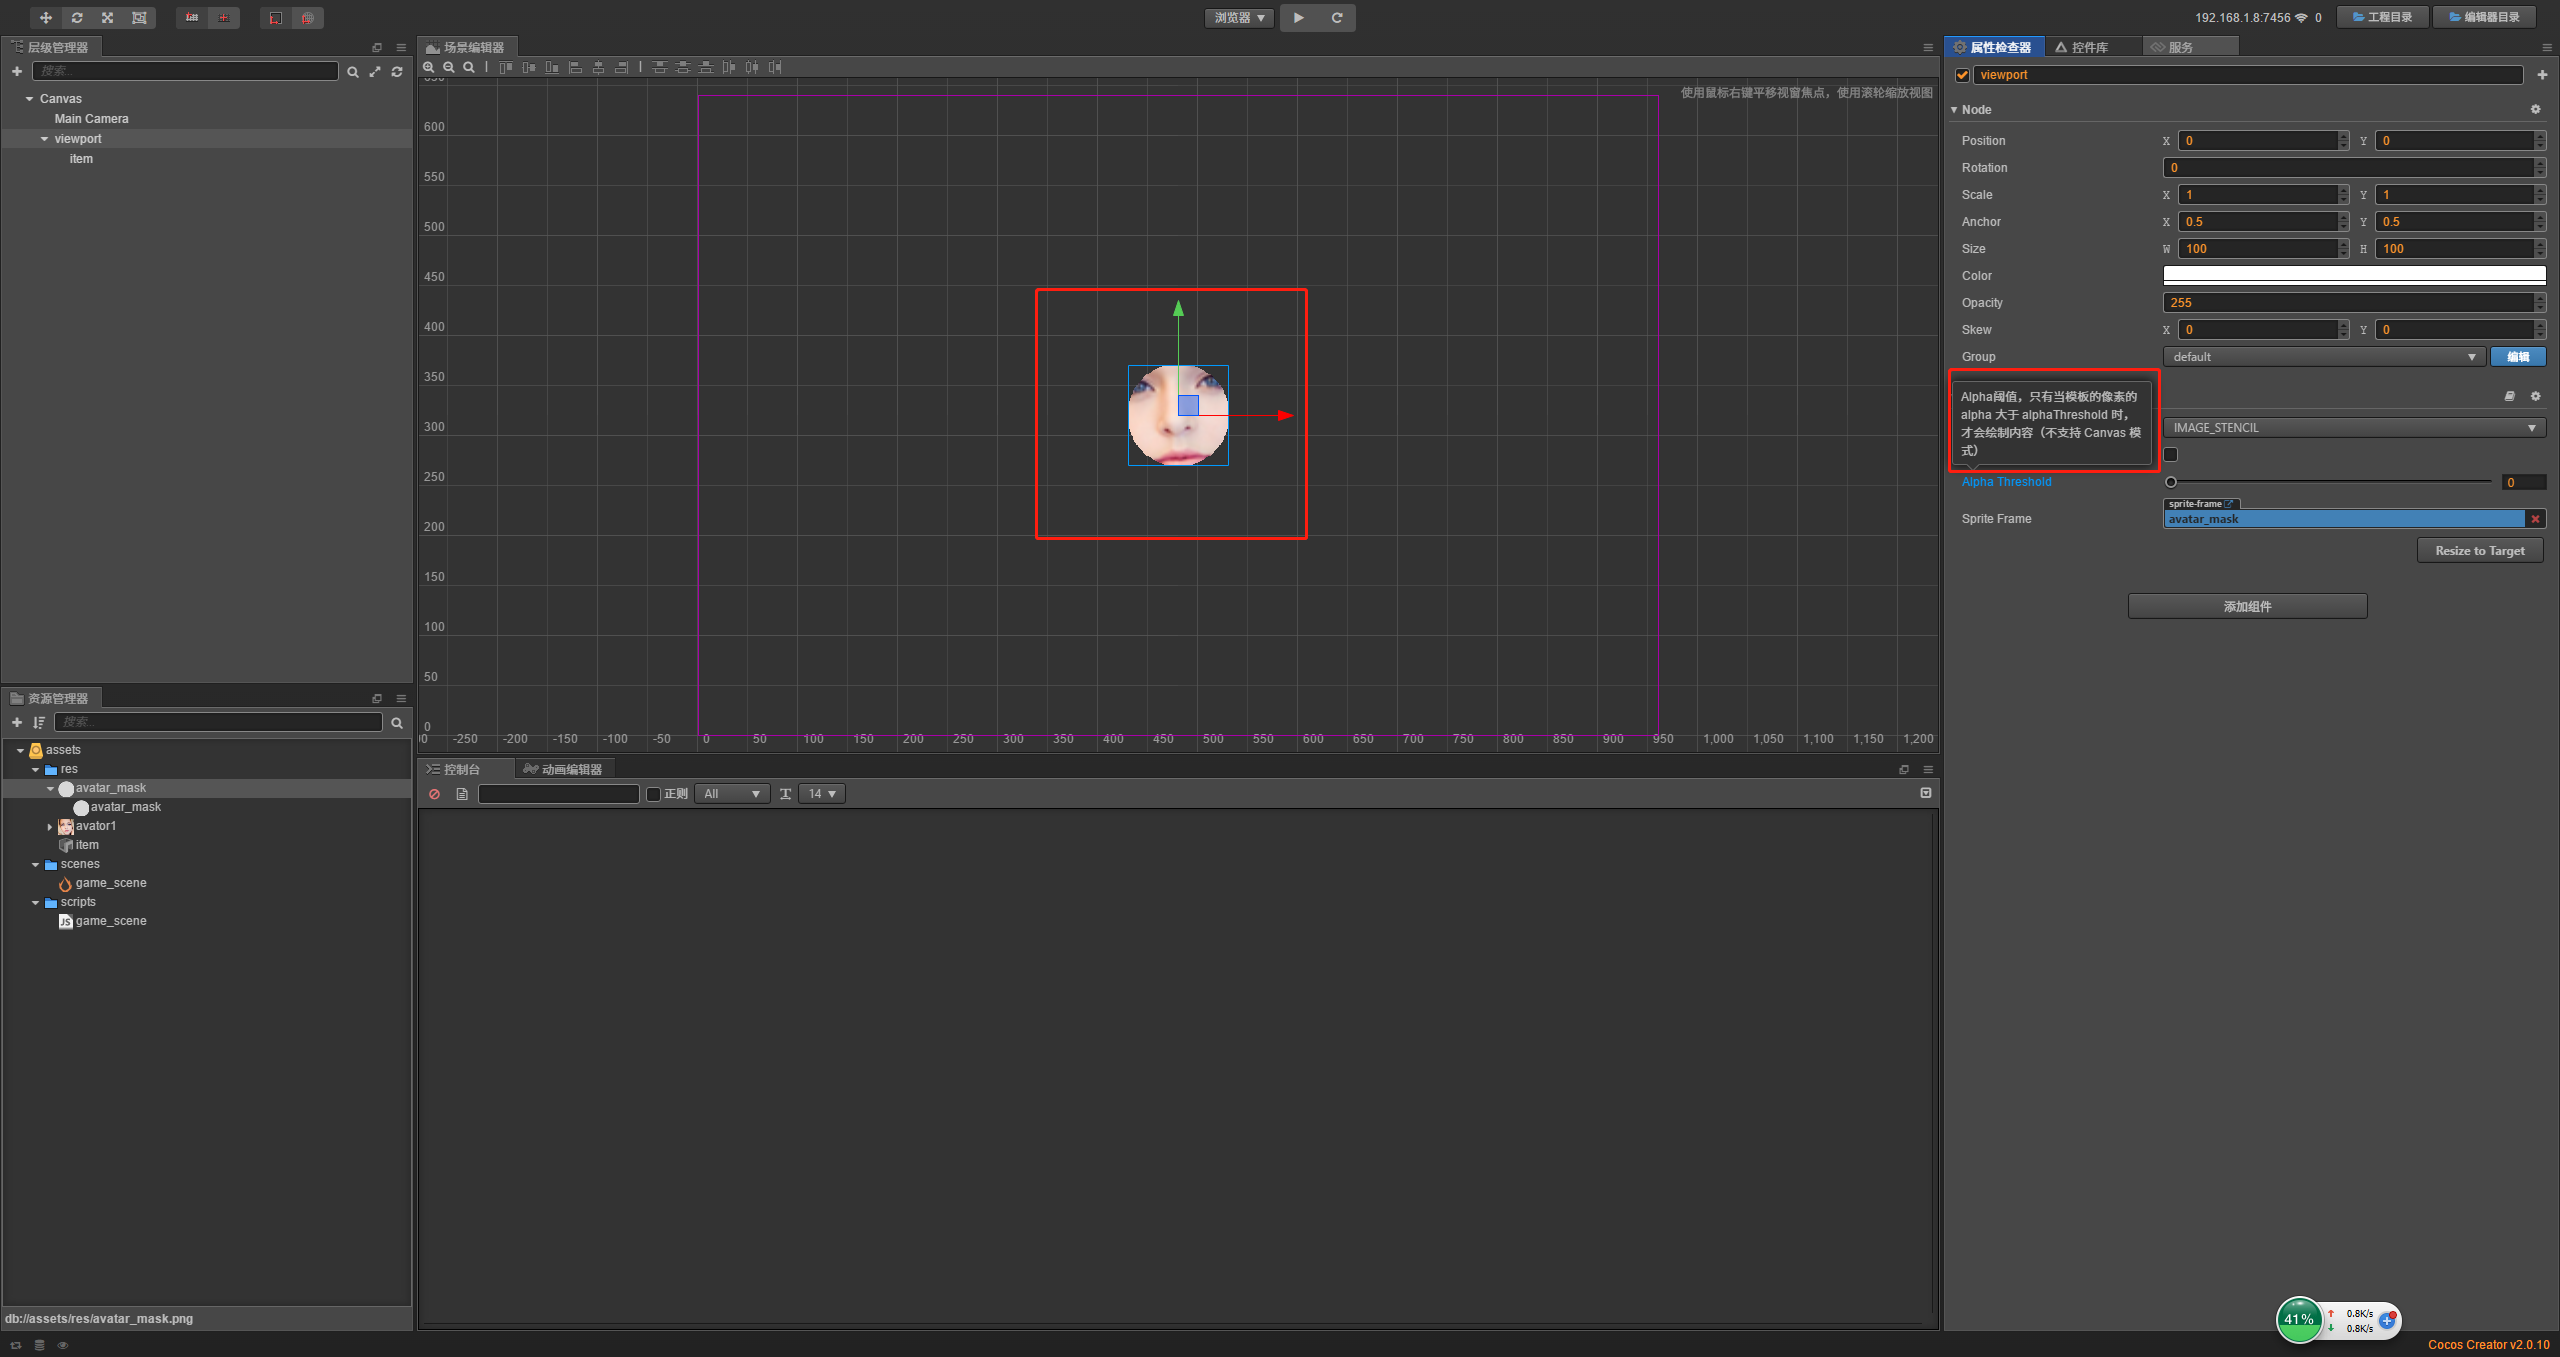 浏览器
192.168.1.8:7456
0
工程目录
编辑器目录
层级管理器
搜索...
Canvas
Main Camera
viewport
item
场景编辑器
使用鼠标右键平移视窗焦点，使用滚轮缩放视图
600
550
500
450
400
350
300
250
200
150
100
50
0
-250 -200 -150 -100 -50 0 50 100 150 200 250 300 350 400 450 500 550 600 650 700 750 800 850 900 950 1,000 1,050 1,100 1,150 1,200
属性检查器
控件库
服务
viewport
Node
Position X 0 Y 0
Rotation 0
Scale X 1 Y 1
Anchor X 0.5 Y 0.5
Size W 100 H 100
Color
Opacity 255
Skew X 0 Y 0
Group default 编辑
Alpha阈值，只有当模板的像素的
alpha 大于 alphaThreshold 时，
才会绘制内容（不支持 Canvas 模
式）
IMAGE_STENCIL
Alpha Threshold 0
sprite-frame
Sprite Frame avatar_mask
Resize to Target
添加组件
资源管理器
搜索...
assets
res
avatar_mask
avatar_mask
avator1
item
scenes
game_scene
scripts
JS game_scene
db://assets/res/avatar_mask.png
控制台
动画编辑器
正则
All
14
41%
0.8K/s
0.8K/s
Cocos Creator v2.0.10